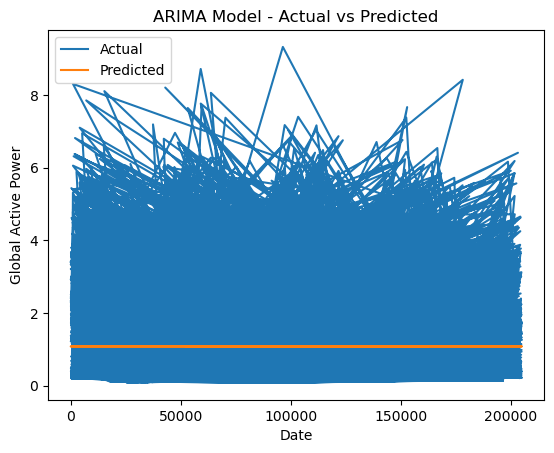 ARIMA Model - Actual vs Predicted
Actual
Predicted
8
6
4
2
0
Global Active Power
0
50000
100000
150000
200000
Date